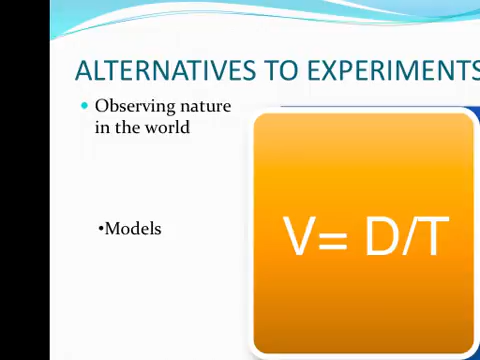 ALTERNATIVES TO EXPERIMENTS
• Observing nature
in the world
•Models
V= D/T